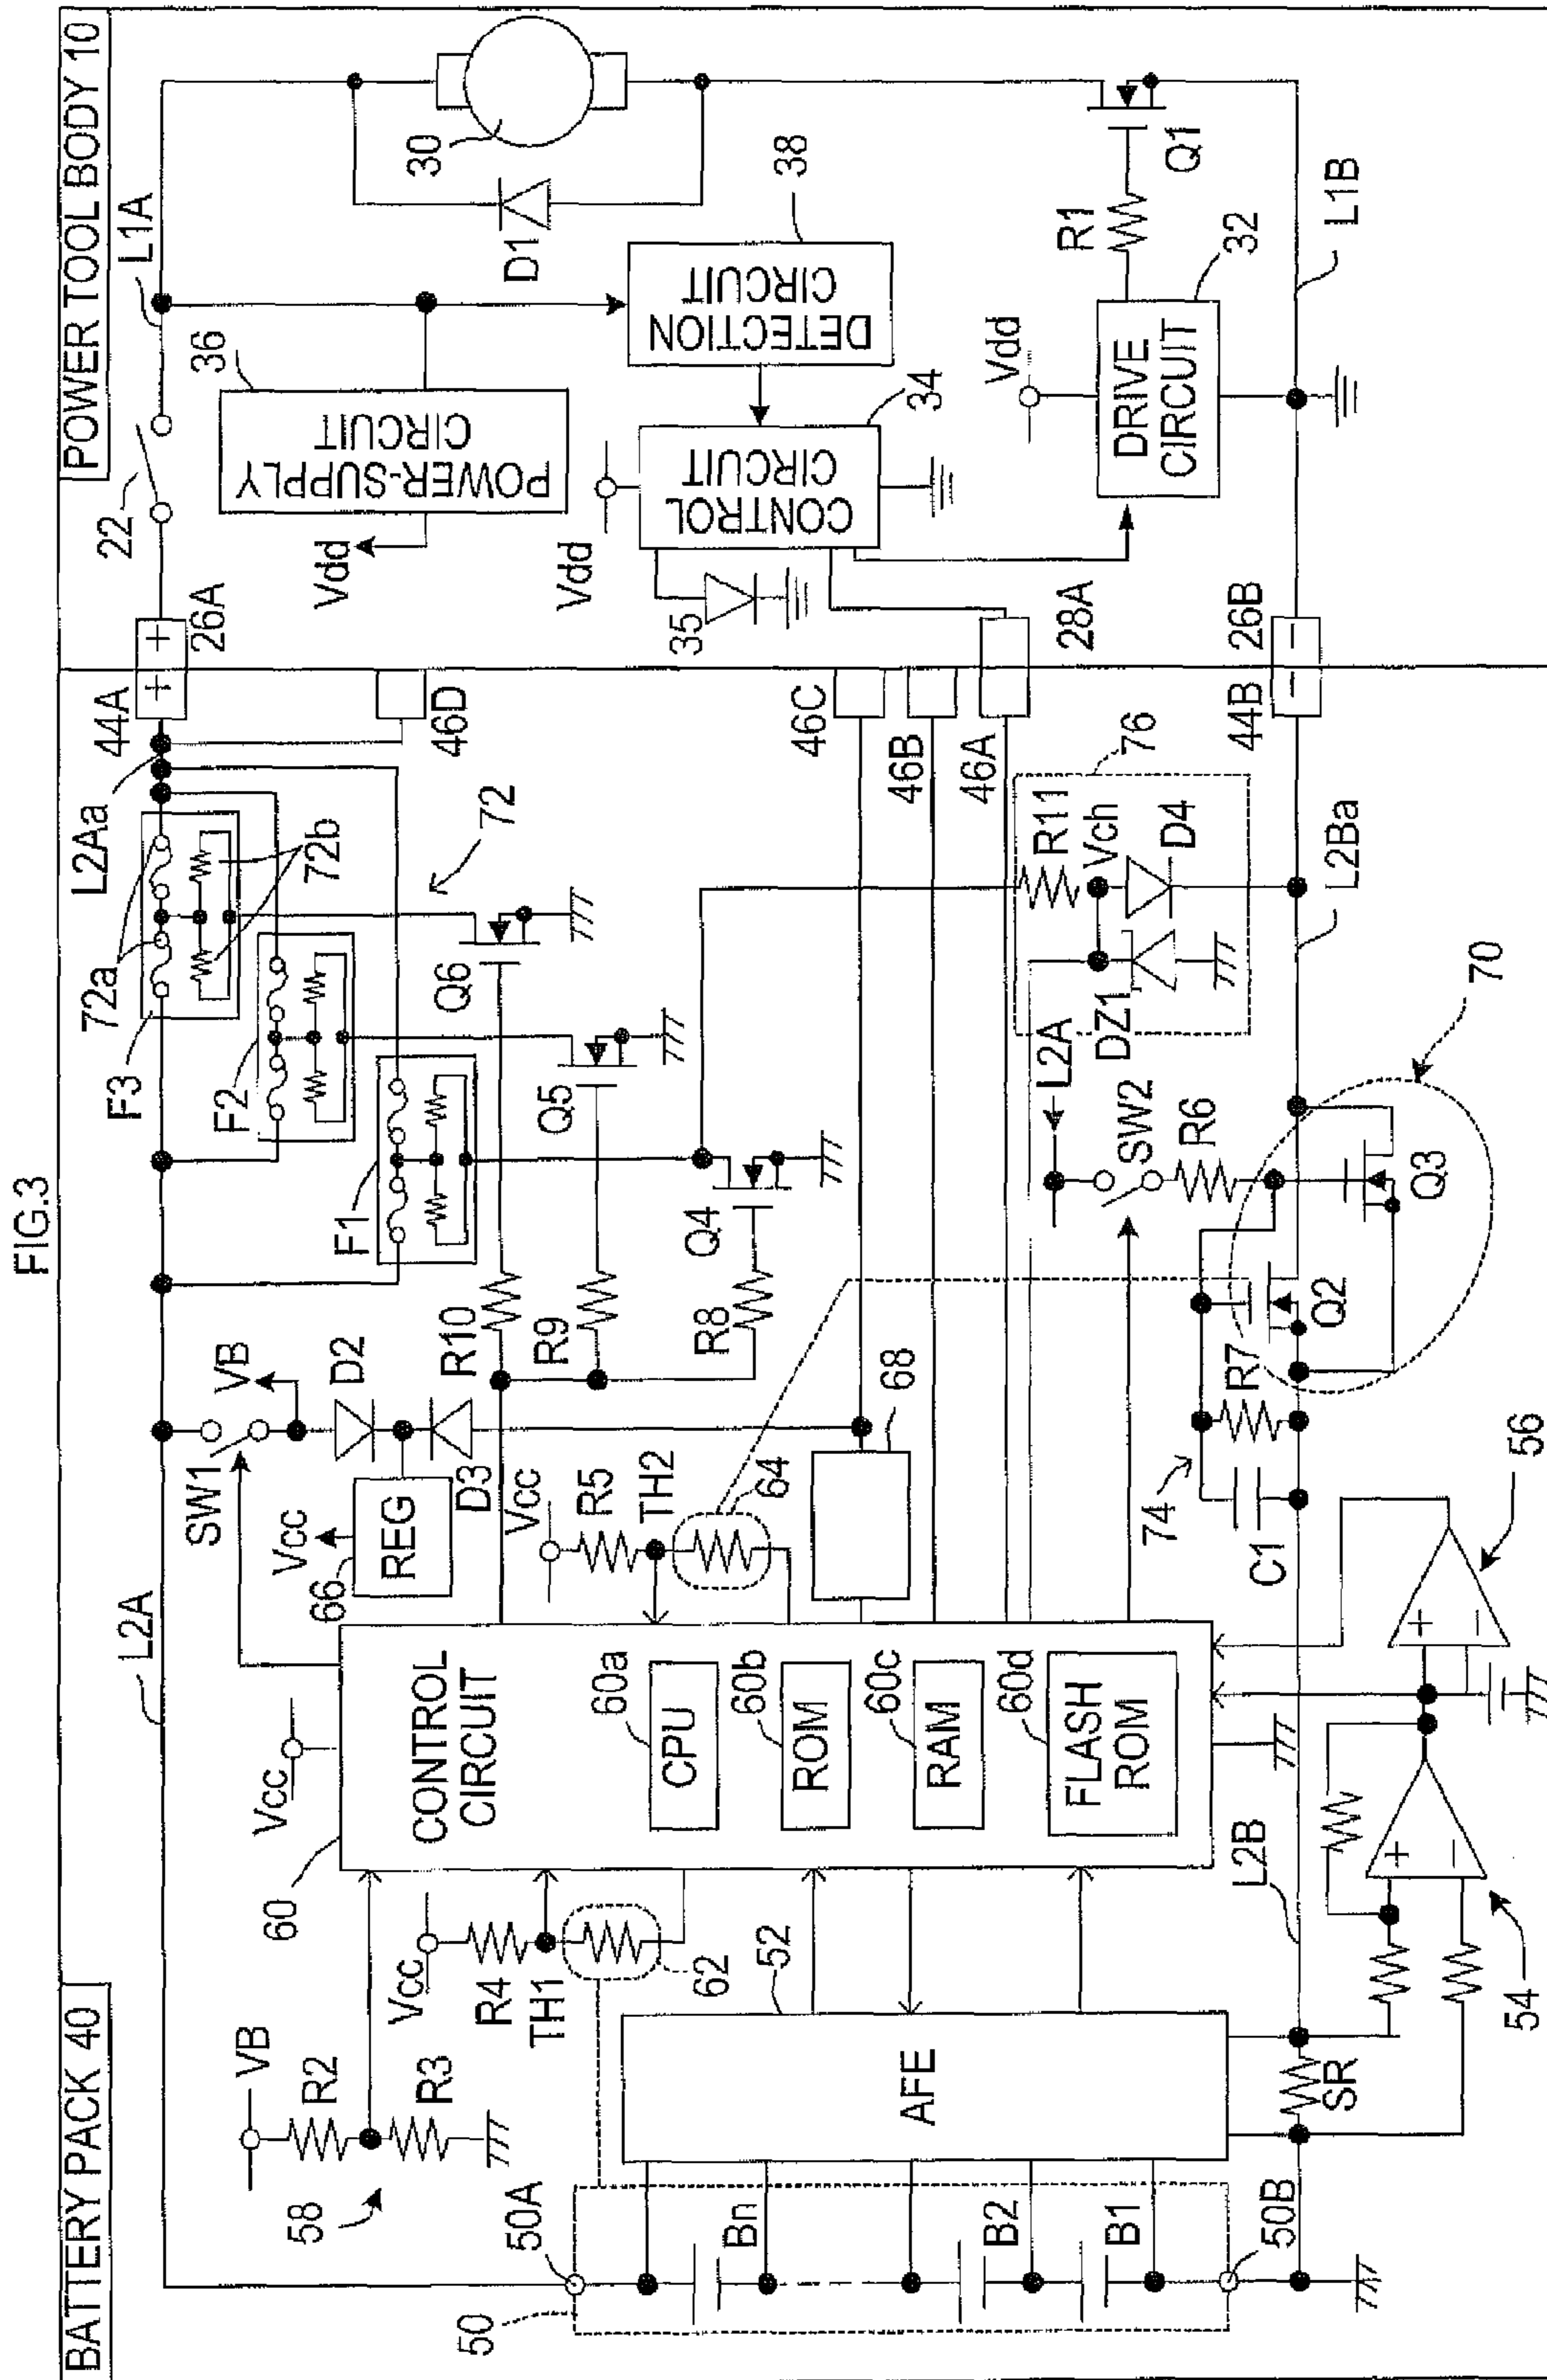 FIG.3
BATTERY PACK 40
POWER TOOL BODY 10
L2A
SW1
VB
D2
VCC
66
REG
D3
F1
F2
F3
72a
72b
L2Aa
44A
+
+
26A
22
L1A
46D
72
Q6
Q5
Q4
R10
R9
R8
36
POWER-SUPPLY
CIRCUIT
Vdd
30
D1
38
DETECTION
CIRCUIT
34
CONTROL
CIRCUIT
Vdd
35
28A
Vdd
DRIVE
CIRCUIT
32
R1
Q1
L1B
VB
R2
R3
58
Vcc
R4
TH1
62
Vcc
60
CONTROL
CIRCUIT
60a
CPU
60b
ROM
60c
RAM
60d
FLASH
ROM
Vcc
R5
TH2
64
68
46C
46B
46A
76
R11
Vch
D4
DZ1
L2A
SW2
R6
50A
50
Bn
B2
B1
50B
52
AFE
SR
L2B
74
C1
R7
Q2
Q3
70
L2Ba
44B
26B
−
−
54
+
−
56
+
−